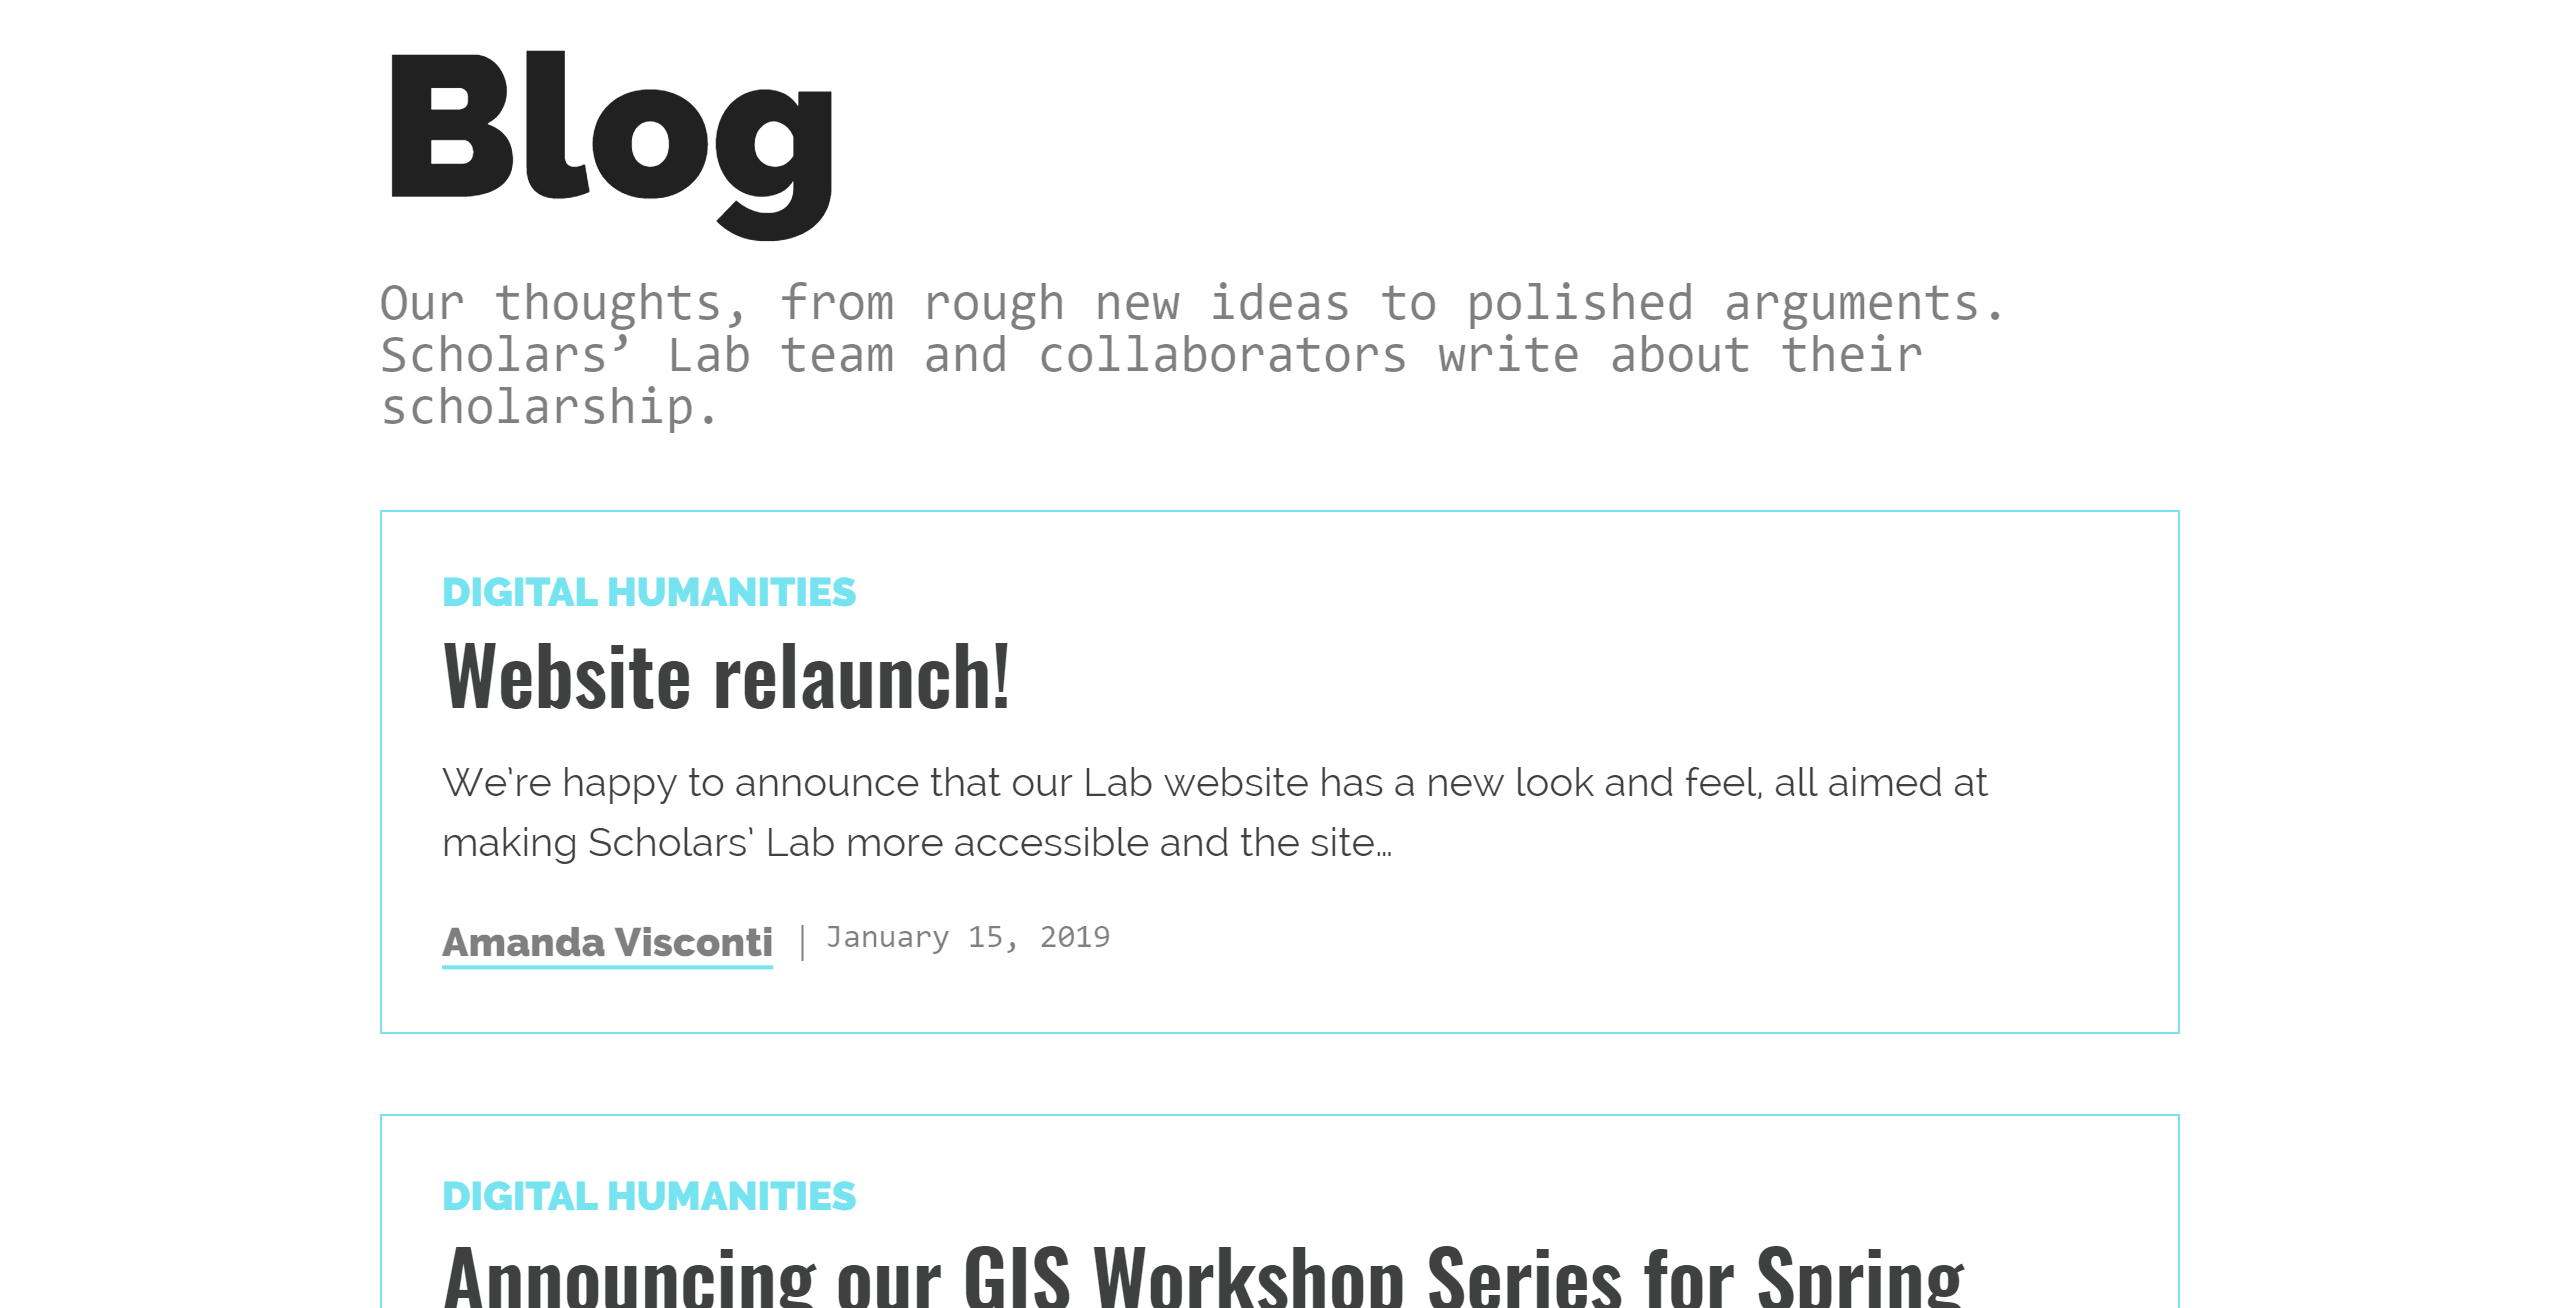 Blog
Our thoughts, from rough new ideas to polished arguments.
Scholars’ Lab team and collaborators write about their
scholarship.
DIGITAL HUMANITIES
Website relaunch!
We’re happy to announce that our Lab website has a new look and feel, all aimed at
making Scholars’ Lab more accessible and the site…
Amanda Visconti | January 15, 2019
DIGITAL HUMANITIES
Announcing our GIS Workshop Series for Spring